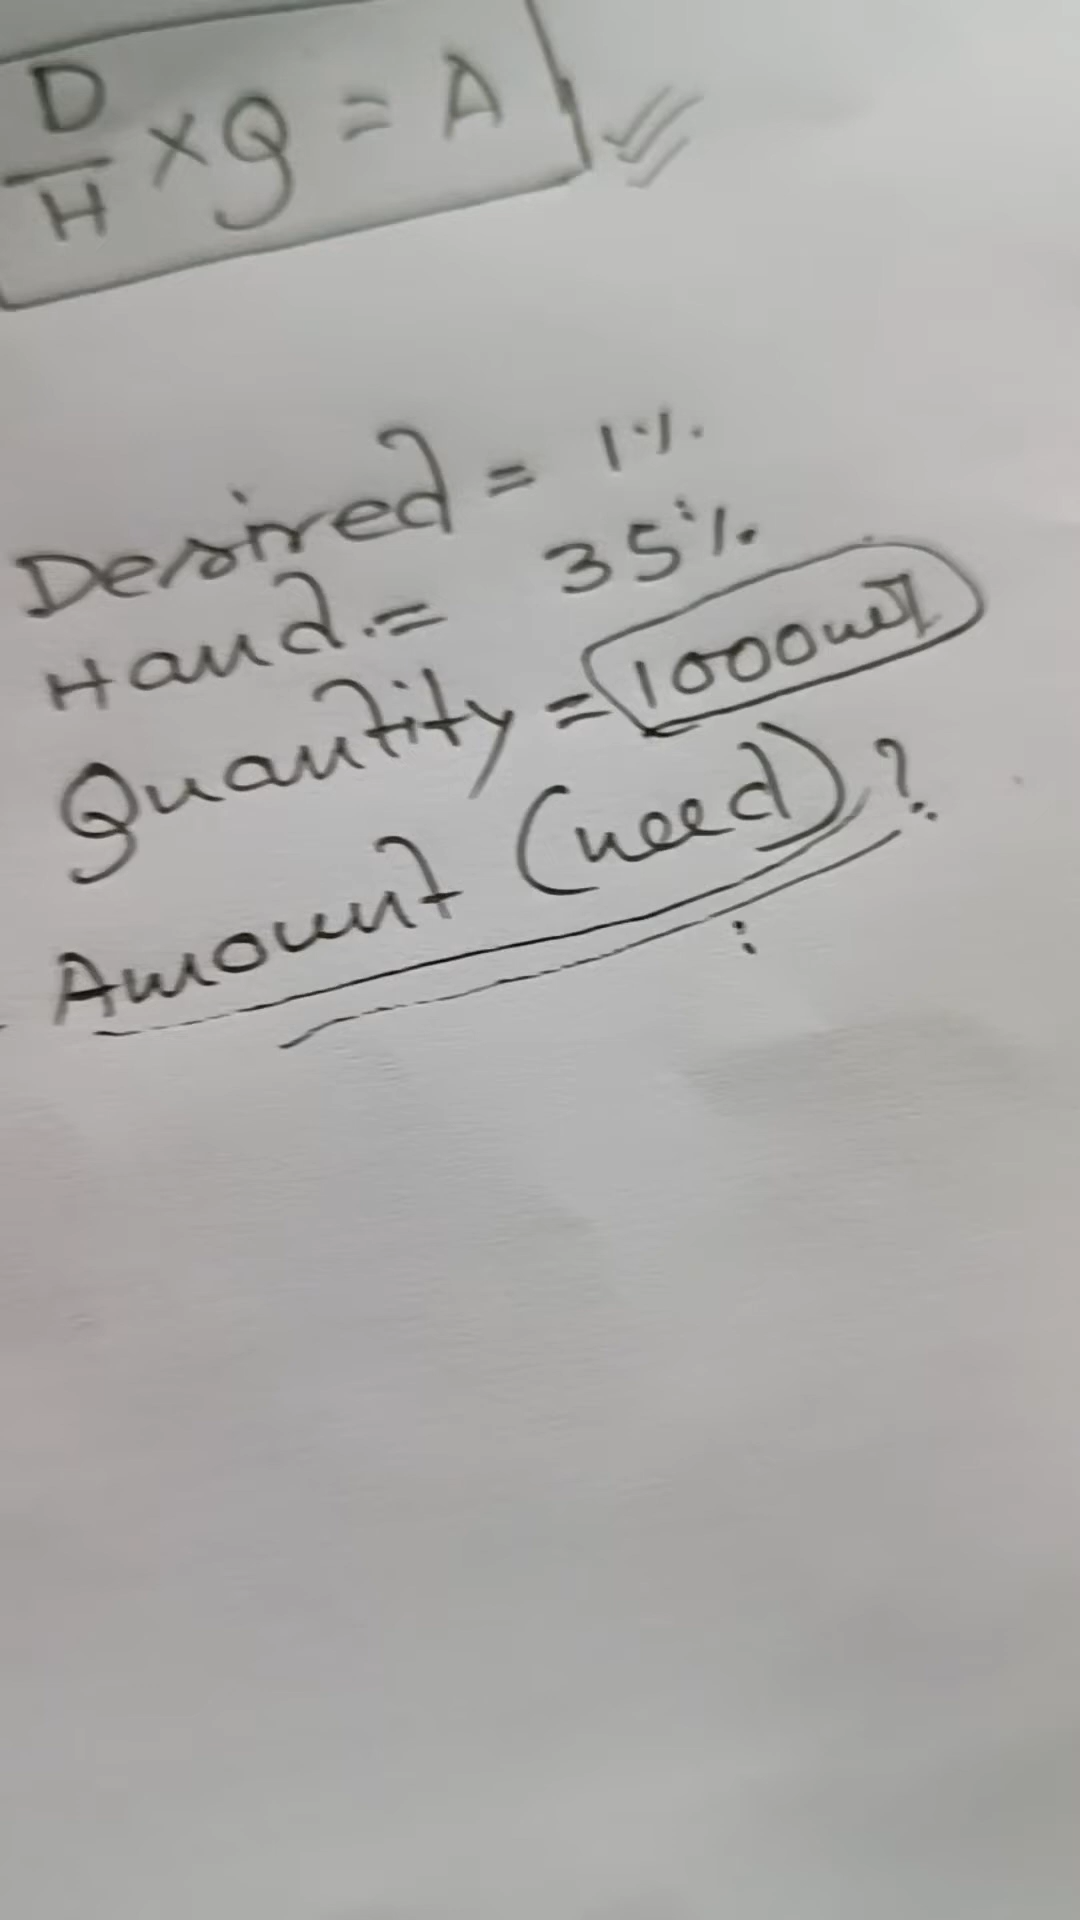 D/H × Q = A
Desired = 1%.
Hand.= 35%.
Quantity = 1000ml
Amount (need)?